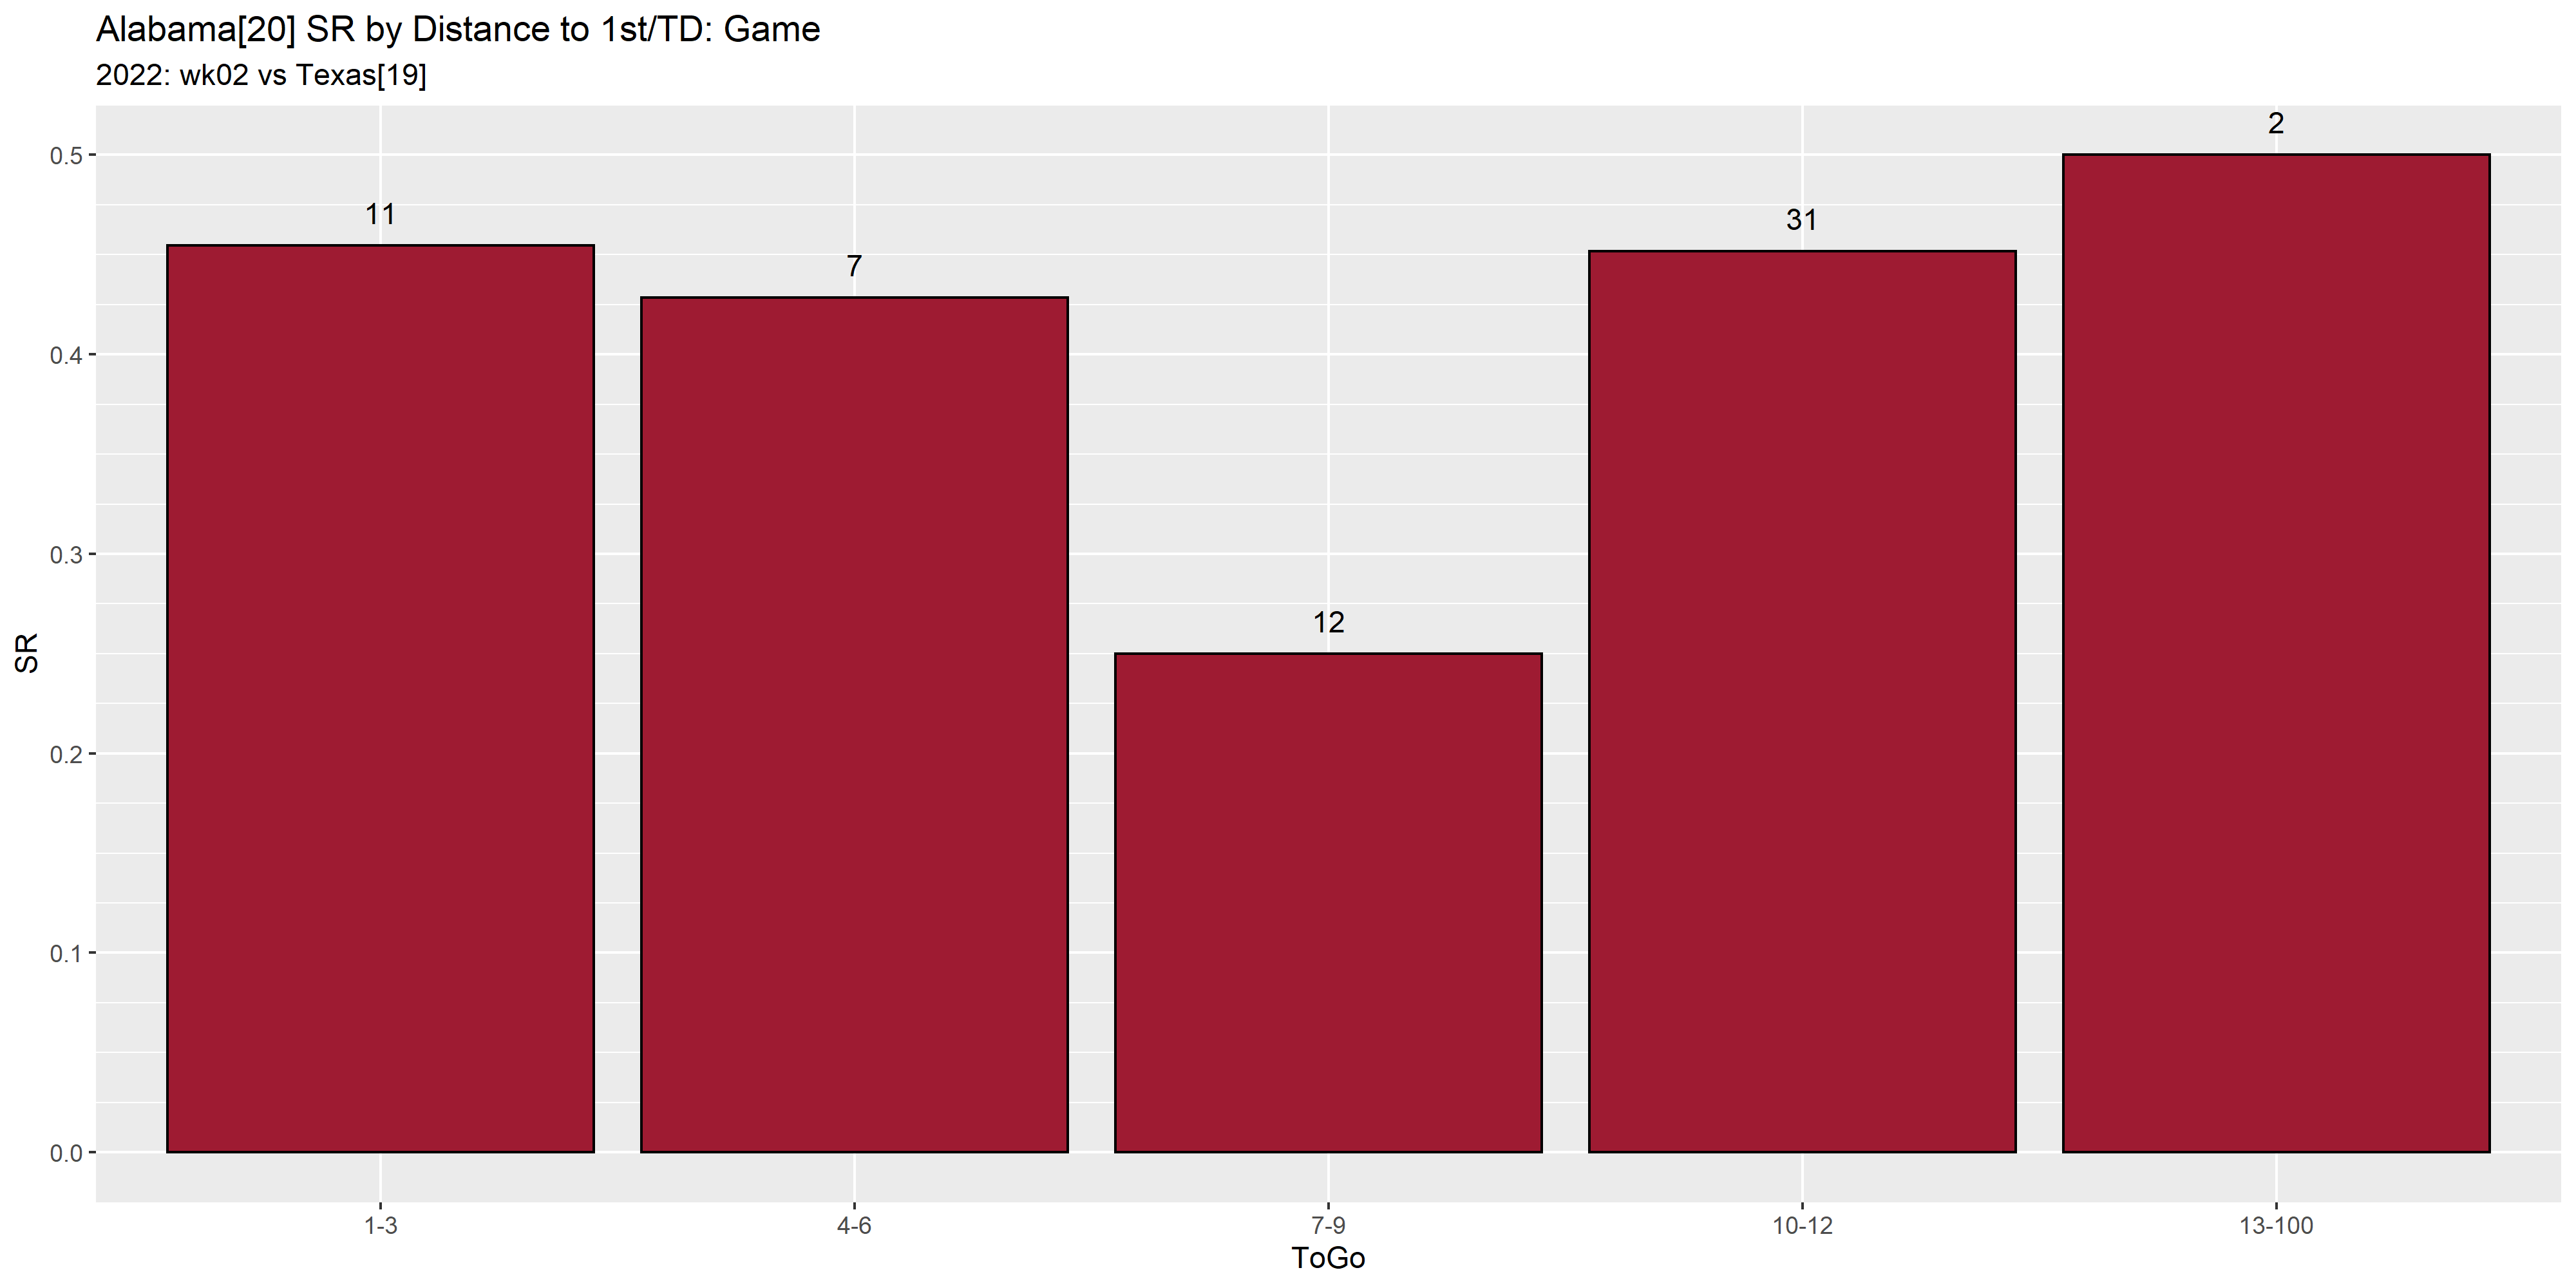 Alabama[20] SR by Distance to 1st/TD: Game
2022: wk02 vs Texas[19]
2
0.5
11
31
7
0.4
0.3
12
SR
0.2
0.1
0.0
1-3 4-6 7-9 10-12 13-100
ToGo